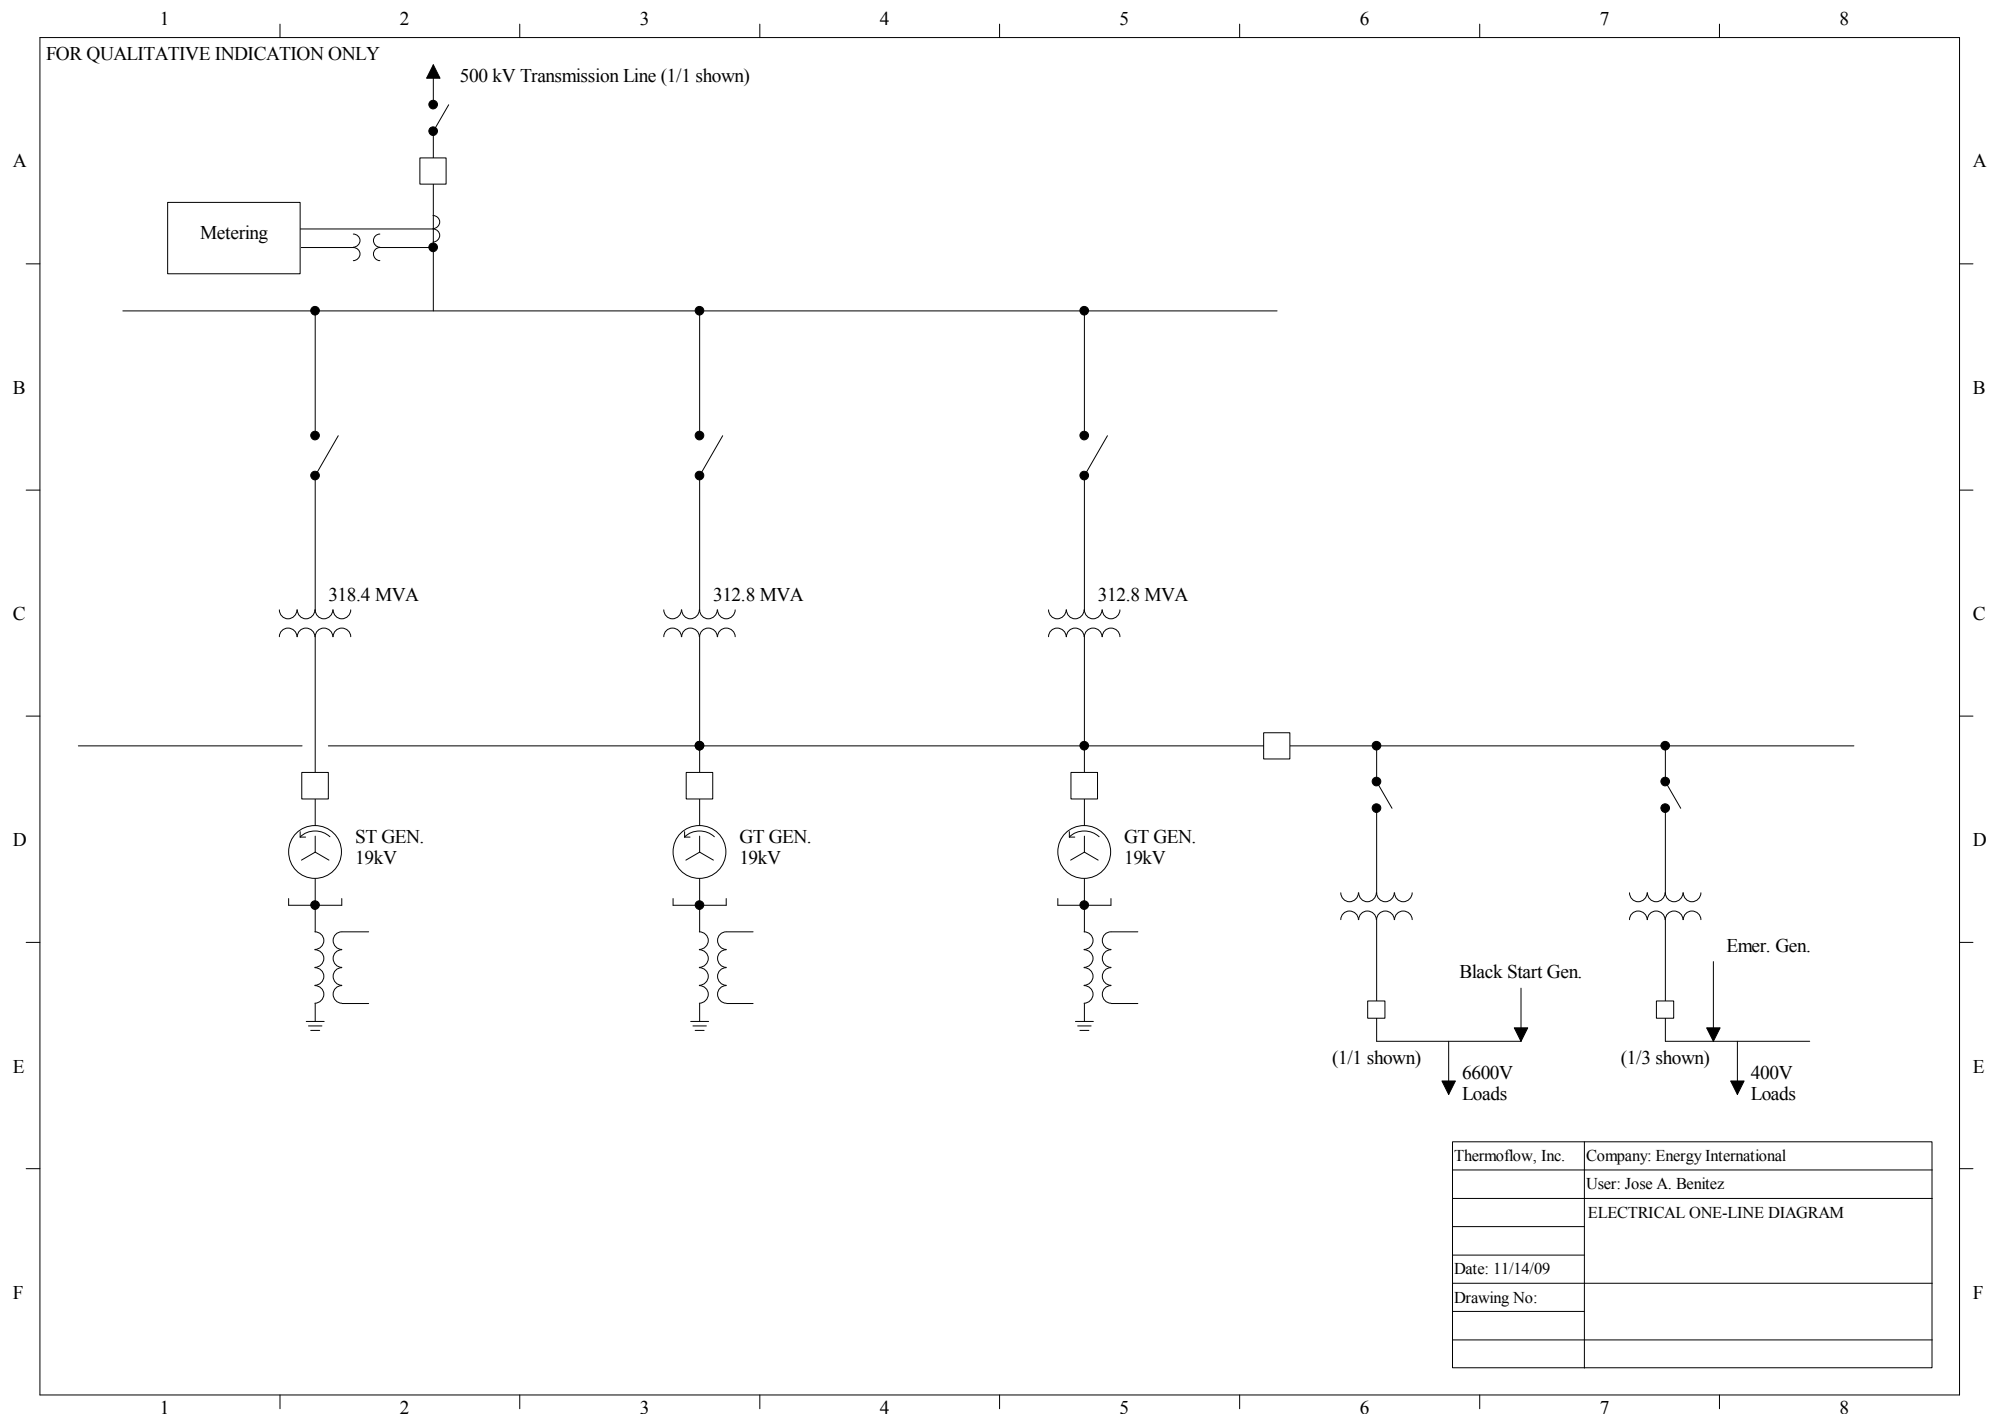 1 2 3 4 5 6 7 8
FOR QUALITATIVE INDICATION ONLY
500 kV Transmission Line (1/1 shown)
A A
Metering
B B
318.4 MVA 312.8 MVA 312.8 MVA
C C
ST GEN. GT GEN. GT GEN.
D D
19kV 19kV 19kV
Emer. Gen.
Black Start Gen.
(1/1 shown) (1/3 shown)
E E
6600V 400V
Loads Loads
Thermoflow, Inc. Company: Energy International
User: Jose A. Benitez
ELECTRICAL ONE-LINE DIAGRAM
Date: 11/14/09
F F
Drawing No:
1 2 3 4 5 6 7 8